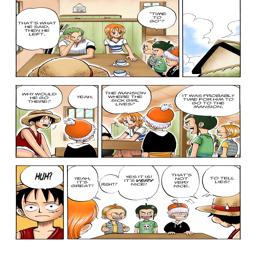 THAT'S WHAT
HE SAID,
THEN HE
LEFT.
"TIME
TO
GO"?
WHY WOULD
HE GO
THERE?
YEAH.
THE MANSION
WHERE THE
SICK GIRL
LIVES?
IT WAS PROBABLY
TIME FOR HIM TO
GO TO THE
MANSION.
HUH?
YEAH,
IT'S
GREAT!
RIGHT?
YES IT IS!
IT'S VERY
NICE!
THAT'S
NOT
VERY
NICE.
TO TELL
LIES!